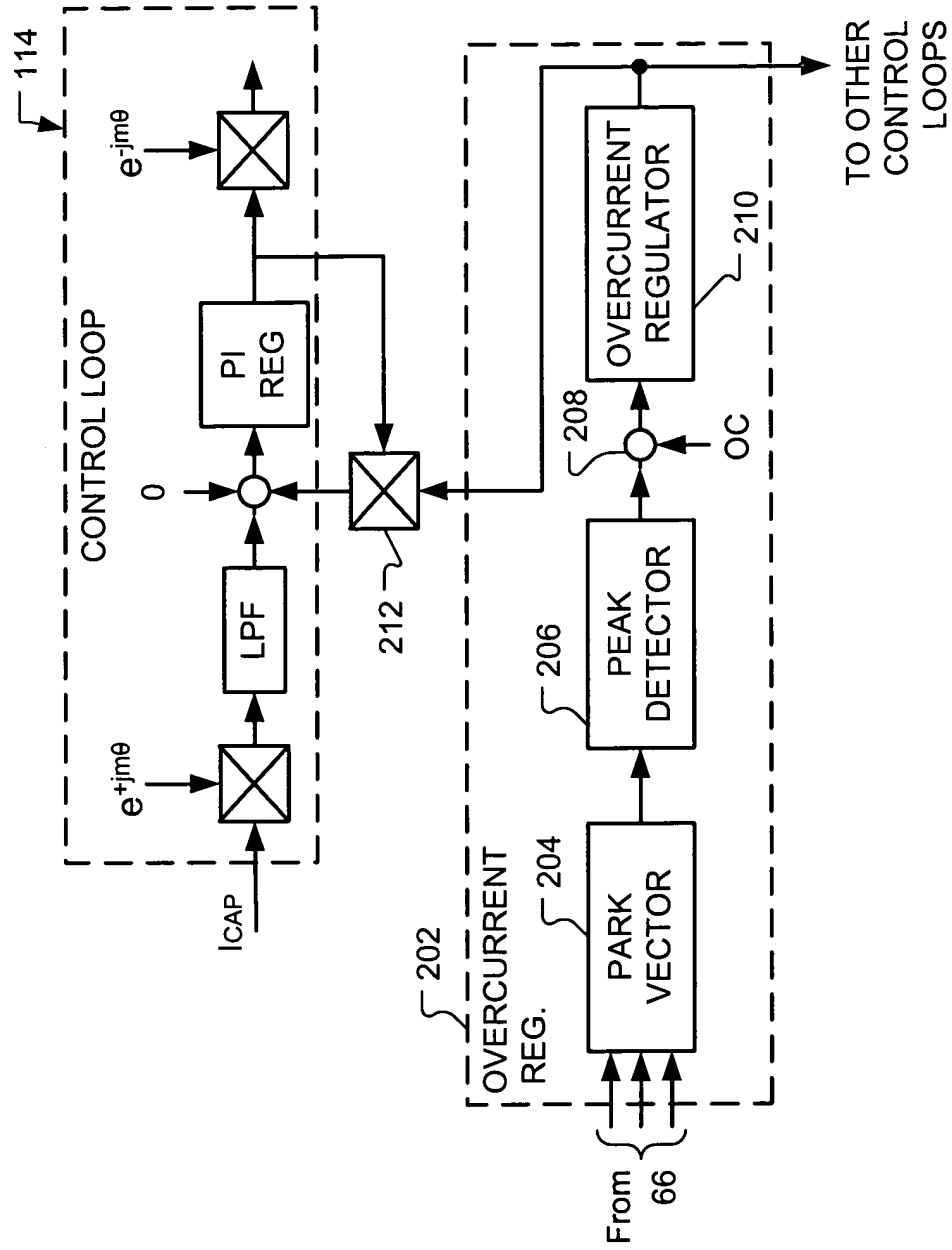 114
CONTROL LOOP
e+jmθ
0
e-jmθ
ICAP
LPF
PI
REG
212
202
OVERCURRENT
REG.
204
206
208
210
From
66
PARK
VECTOR
PEAK
DETECTOR
OC
OVERCURRENT
REGULATOR
TO OTHER
CONTROL
LOOPS